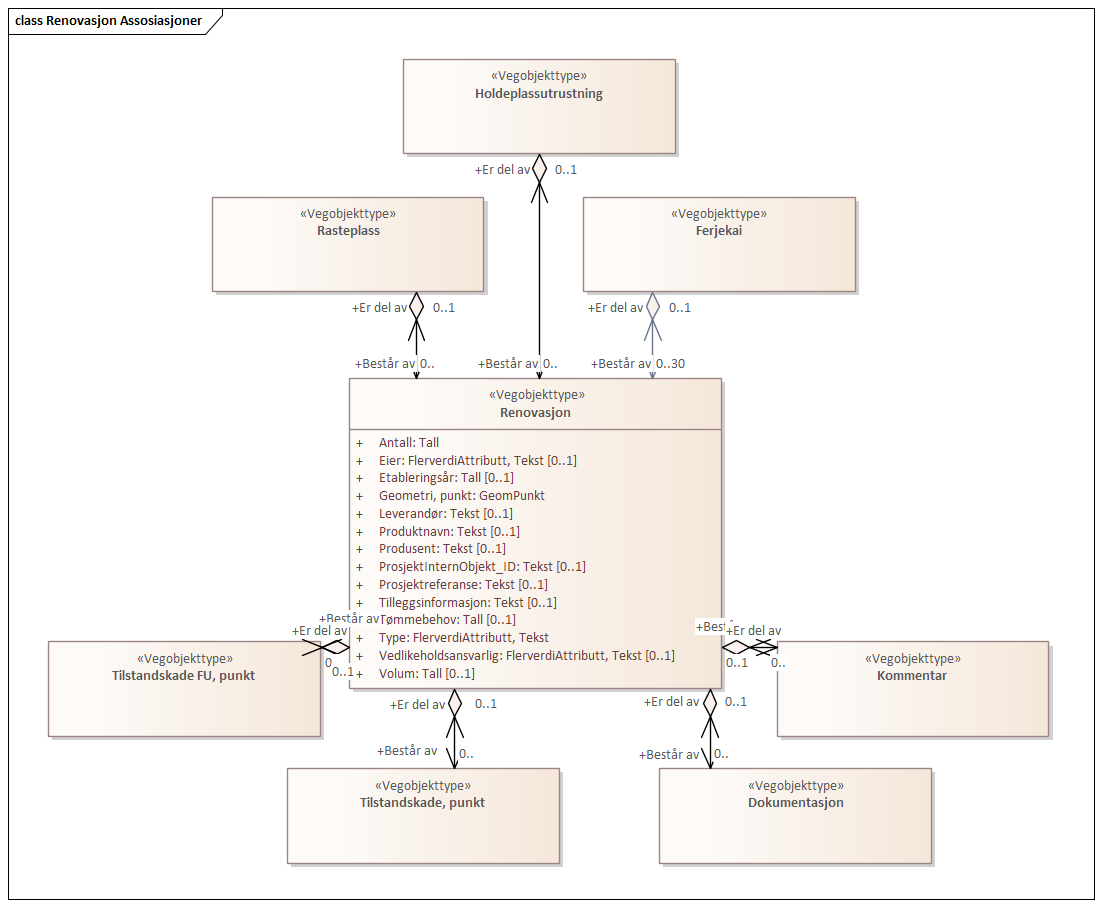 class Renovasjon Assosiasjoner
«Vegobjekttype»
Holdeplassutrustning
+Er del av 0..1
«Vegobjekttype»
Rasteplass
«Vegobjekttype»
Ferjekai
+Er del av 0..1
+Er del av 0..1
+Består av 0..
+Består av 0..
+Består av 0..30
«Vegobjekttype»
Renovasjon
+ Antall: Tall
+ Eier: FlerverdiAttributt, Tekst [0..1]
+ Etableringsår: Tall [0..1]
+ Geometri, punkt: GeomPunkt
+ Leverandør: Tekst [0..1]
+ Produktnavn: Tekst [0..1]
+ Produsent: Tekst [0..1]
+ ProsjektInternObjekt_ID: Tekst [0..1]
+ Prosjektreferanse: Tekst [0..1]
+ Tilleggsinformasjon: Tekst [0..1]
Tømmebehov: Tall [0..1]
+ Type: FlerverdiAttributt, Tekst
+ Vedlikeholdsansvarlig: FlerverdiAttributt, Tekst [0..1]
+ Volum: Tall [0..1]
+Består av
+Er del av
0
0..1
+Best
+Er del av
0..1
0..
«Vegobjekttype»
Tilstandskade FU, punkt
«Vegobjekttype»
Kommentar
+Er del av 0..1
+Er del av 0..1
+Består av 0..
+Består av 0..
«Vegobjekttype»
Tilstandskade, punkt
«Vegobjekttype»
Dokumentasjon